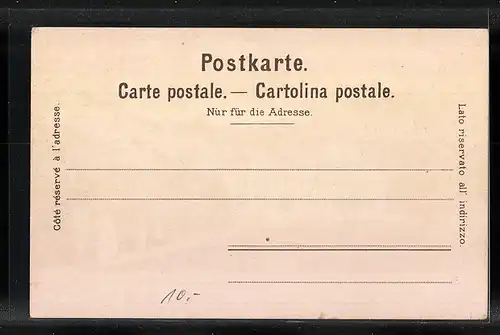 Postkarte.
Carte postale. — Cartolina postale.
Nur für die Adresse.
Côté réservé à l'adresse.
Lato riservato all' indirizzo.
10.-